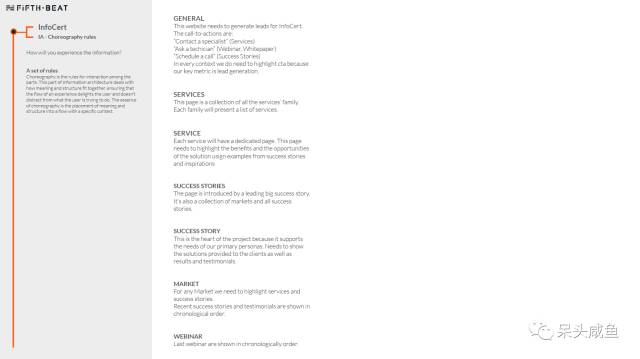 FiFTH-BEAT
InfoCert
IA - Choreography rules
How will you experience the information?
A set of rules
Choreography is the rules for interaction among the
parts. This part of information architecture deals with
how meaning and structure fit together ensuring that
the flow of an experience delights the user and doesn't
distract from what the user is trying to do. The essence
of choreography is the placement of meaning and
structure into a flow with a specific context.
GENERAL
This website needs to generate leads for InfoCert.
The call-to-actions are:
"Contact a specialist" (Services)
"Ask a technician" (Webinar, Whitepaper)
"Schedule a call" (Success Stories)
In every context we do need to highlight cta because
our key metric is lead generation.
SERVICES
This page is a collection of all the services' family.
Each family will present a list of services.
SERVICE
Each service will have a dedicated page. This page
needs to highlight the benefits and the opportunities
of the solution usign examples from success stories
and inspirations
SUCCESS STORIES
The page is introduced by a leading big success story.
It's also a collection of markets and all success
stories.
SUCCESS STORY
This is the heart of the project because it supports
the needs of our primary personas. Needs to show
the solutions provided to the clients as well as
results and testimonials.
MARKET
For any Market we need to highlight services and
success stories.
Recent success stories and testimonials are shown in
chronological order.
WEBINAR
Last webinar are shown in chronologically order
呆头咸鱼